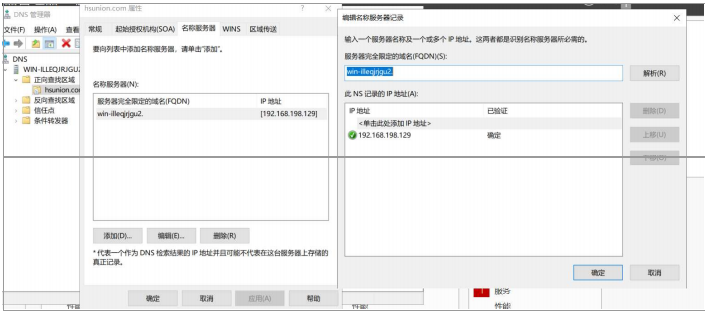 DNS 管理器
文件(F) 操作(A) 查看
DNS
WIN-ILLEQJRJGU
正向查找区域
hsunion.co
反向查找区域
信任点
条件转发器
hsunion.com 属性
? ×
常规 起始授权机构(SOA) 名称服务器 WINS 区域传送
要向列表中添加名称服务器，请单击"添加"。
名称服务器(N):
服务器完全限定的域名(FQDN) IP 地址
win-illeqjrjgu2. [192.168.198.129]
添加(D)... 编辑(E)... 删除(R)
* 代表一个作为 DNS 检索结果的 IP 地址并且可能不代表在这台服务器上存储的
真正记录。
确定 取消 应用(A) 帮助
编辑名称服务器记录 ×
输入一个服务器名称及一个或多个 IP 地址。这两者都是识别名称服务器所必需的。
服务器完全限定的域名(FQDN)(S):
win-illeqjrjgu2. 解析(R)
此 NS 记录的 IP 地址(A):
IP 地址 已验证 删除(D)
<单击此处添加 IP 地址>
192.168.198.129 确定 上移(U)
确定 取消
1 服务
性能